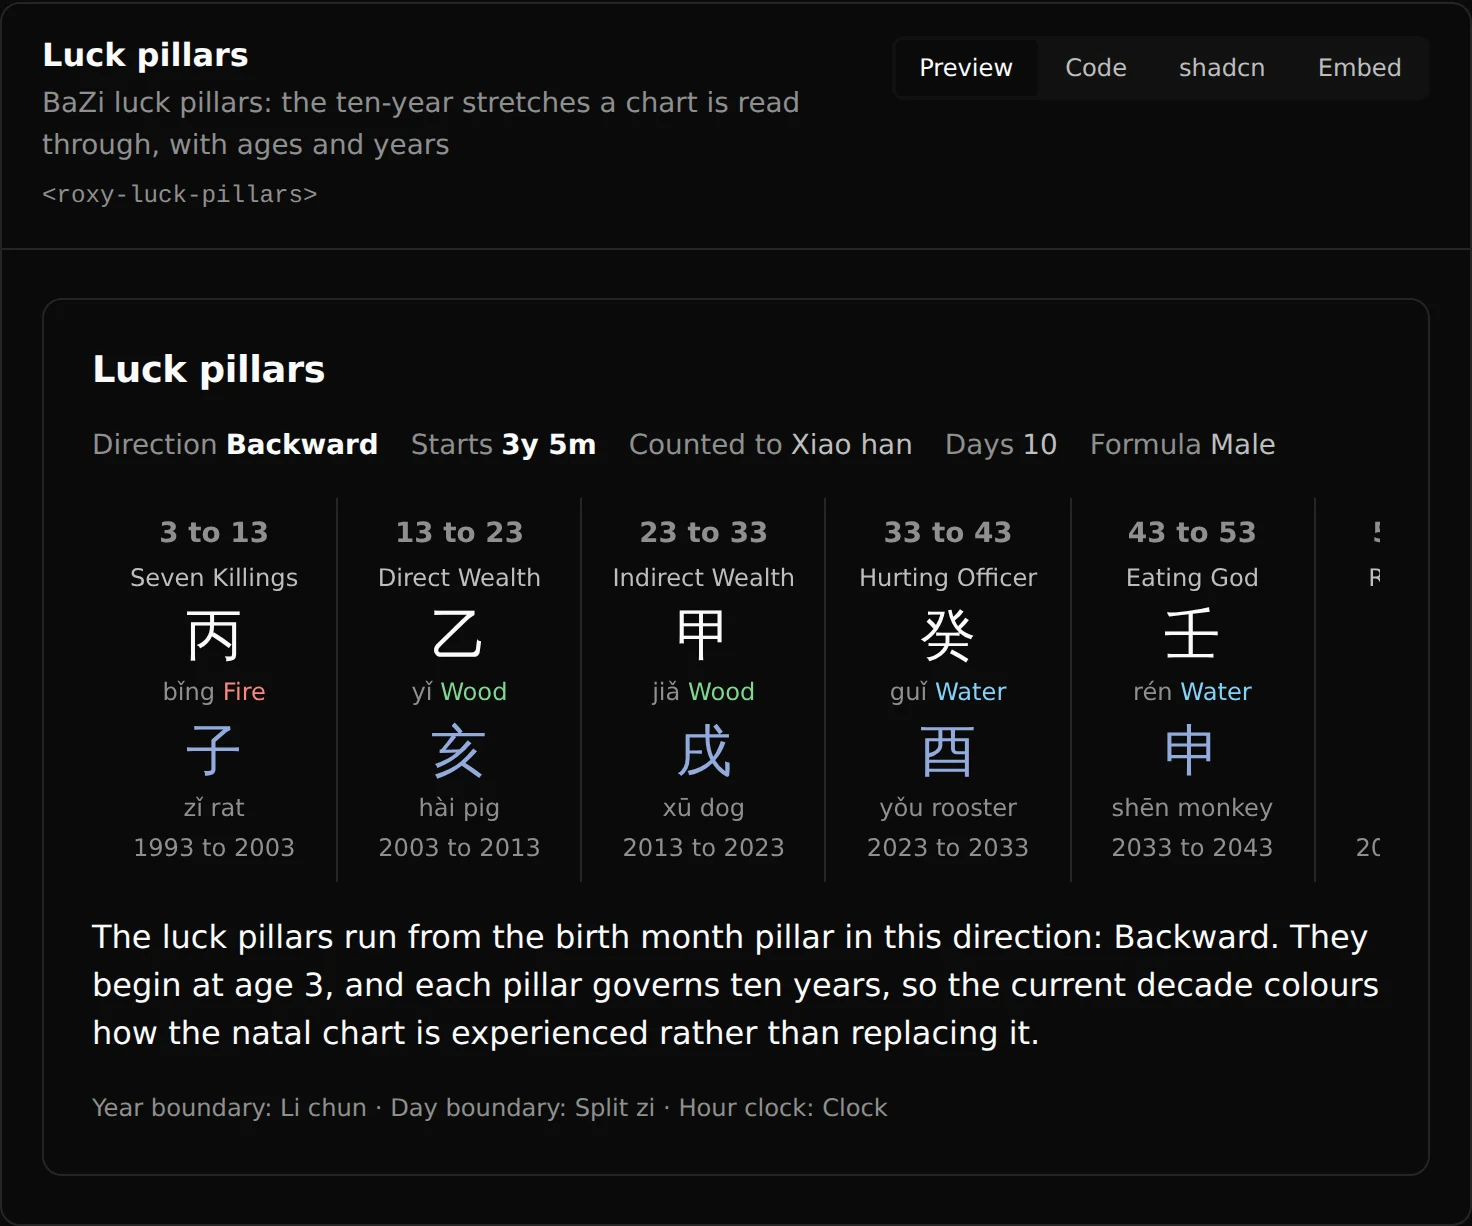 Luck pillars
Preview Code shadcn Embed
BaZi luck pillars: the ten-year stretches a chart is read
through, with ages and years
<roxy-luck-pillars>
Luck pillars
Direction Backward Starts 3y 5m Counted to Xiao han Days 10 Formula Male
3 to 13 13 to 23 23 to 33 33 to 43 43 to 53
Seven Killings Direct Wealth Indirect Wealth Hurting Officer Eating God
丙 乙 甲 癸 壬
bǐng Fire yǐ Wood jiǎ Wood guǐ Water rén Water
子 亥 戌 酉 申
zǐ rat hài pig xū dog yǒu rooster shēn monkey
1993 to 2003 2003 to 2013 2013 to 2023 2023 to 2033 2033 to 2043
The luck pillars run from the birth month pillar in this direction: Backward. They
begin at age 3, and each pillar governs ten years, so the current decade colours
how the natal chart is experienced rather than replacing it.
Year boundary: Li chun · Day boundary: Split zi · Hour clock: Clock